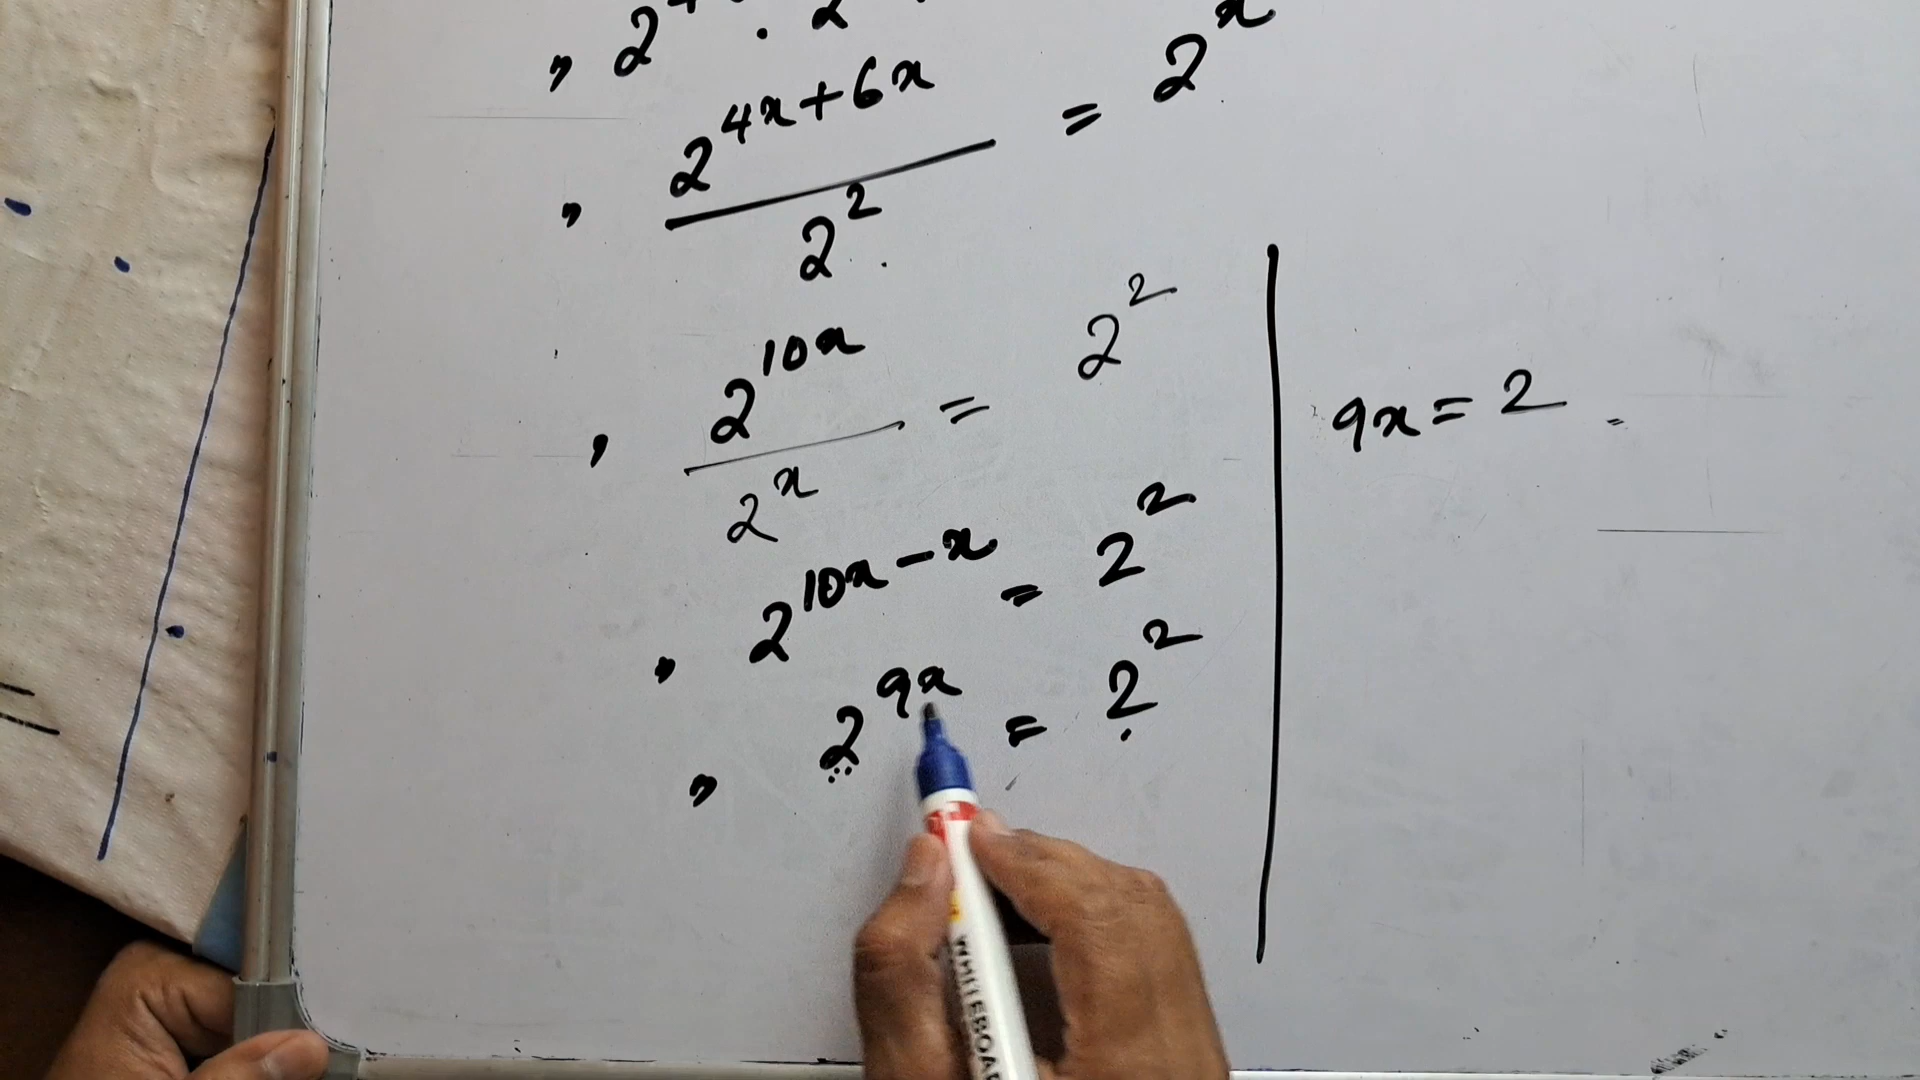 2^{4x+6x} / 2^2 = 2^x
2^{10x} / 2^x = 2^2
2^{10x-x} = 2^2
2^{9x} = 2^2
9x = 2